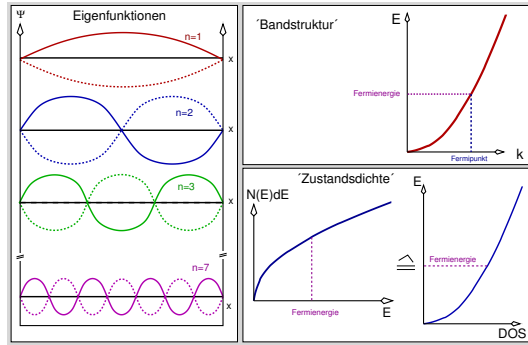 Ψ
Eigenfunktionen
n=1
x
n=2
x
n=3
x
n=7
x
´Bandstruktur´
E
Fermienergie
Fermipunkt
k
´Zustandsdichte´
N(E)dE
Fermienergie
E
E
Fermienergie
DOS